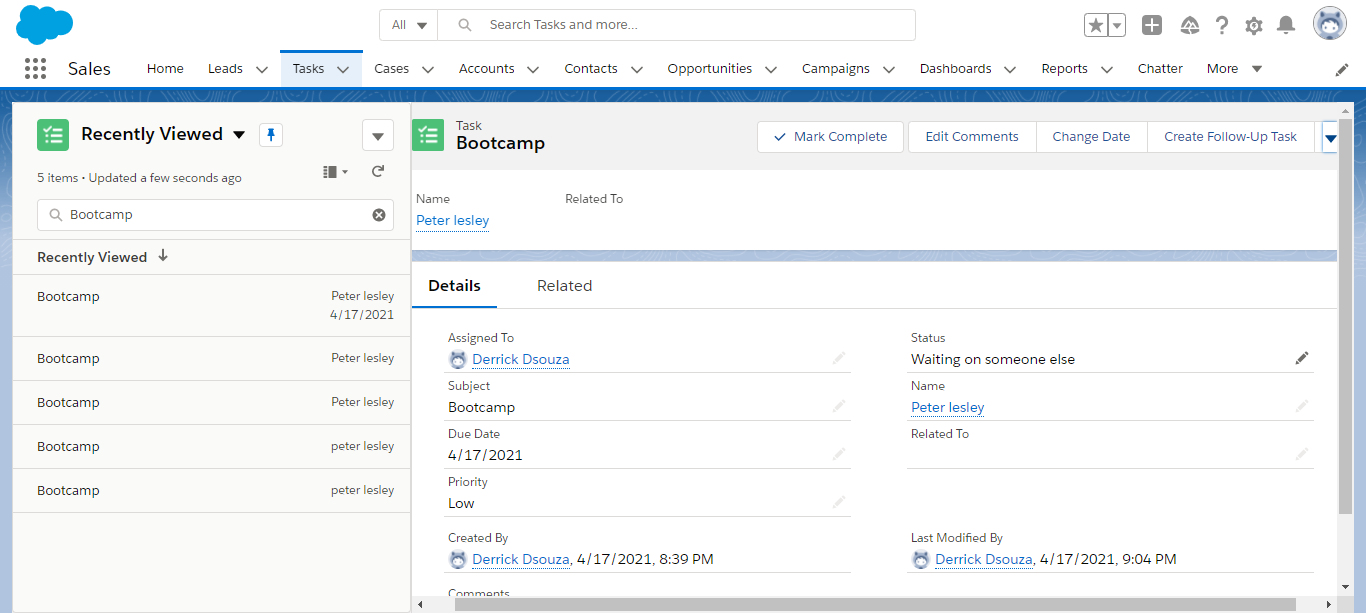 All
Search Tasks and more...
Sales
Home
Leads
Tasks
Cases
Accounts
Contacts
Opportunities
Campaigns
Dashboards
Reports
Chatter
More
Recently Viewed
5 items • Updated a few seconds ago
Bootcamp
Recently Viewed
Bootcamp
Peter lesley
4/17/2021
Bootcamp
Peter lesley
Bootcamp
Peter lesley
Bootcamp
peter lesley
Bootcamp
peter lesley
Task
Bootcamp
Mark Complete
Edit Comments
Change Date
Create Follow-Up Task
Name
Peter lesley
Related To
Details
Related
Assigned To
Derrick Dsouza
Status
Waiting on someone else
Subject
Bootcamp
Name
Peter lesley
Due Date
4/17/2021
Related To
Priority
Low
Created By
Derrick Dsouza, 4/17/2021, 8:39 PM
Last Modified By
Derrick Dsouza, 4/17/2021, 9:04 PM
Comments